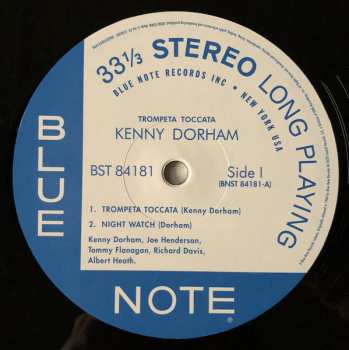 33⅓ STEREO LONG PLAYING
BLUE NOTE RECORDS INC • NEW YORK USA
TROMPETA TOCCATA
KENNY DORHAM
BST 84181
Side I
(BNST 84181-A)
1. TROMPETA TOCCATA (Kenny Dorham)
2. NIGHT WATCH (Dorham)
Kenny Dorham, Joe Henderson,
Tommy Flanagan, Richard Davis,
Albert Heath.
BLUE
NOTE ®